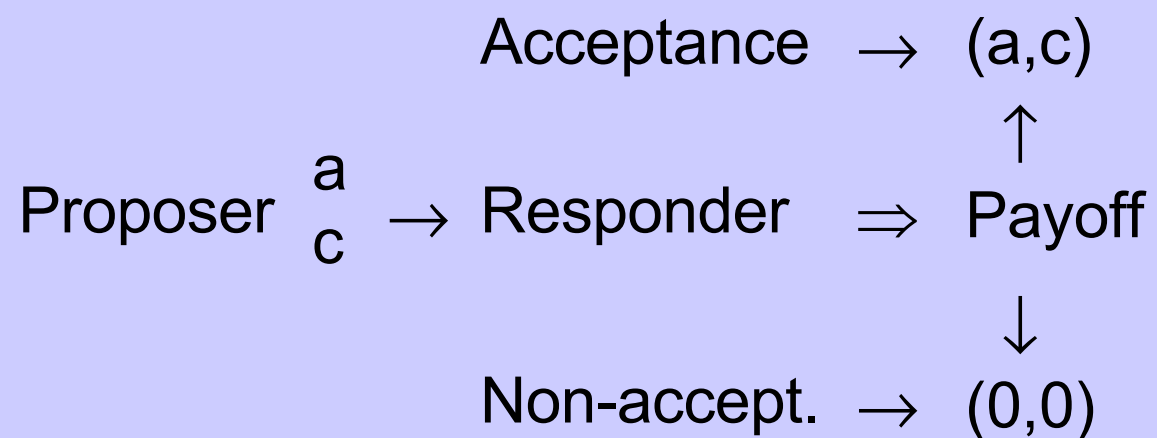 Acceptance → (a,c)
↑
a
Proposer → Responder ⇒ Payoff
c
↓
Non-accept. → (0,0)